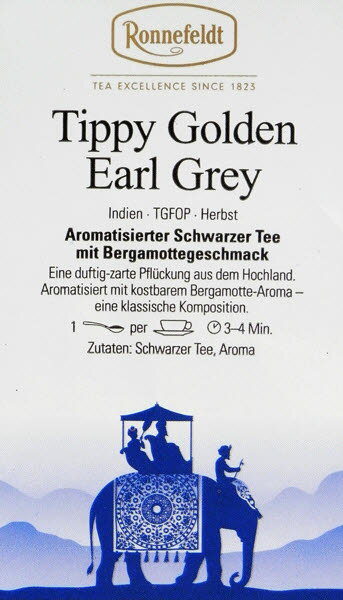 Ronnefeldt
TEA EXCELLENCE SINCE 1823
Tippy Golden
Earl Grey
Indien · TGFOP · Herbst
Aromatisierter Schwarzer Tee
mit Bergamottegeschmack
Eine duftig-zarte Pflückung aus dem Hochland.
Aromatisiert mit kostbarem Bergamotte-Aroma –
eine klassische Komposition.
1 per 3–4 Min.
Zutaten: Schwarzer Tee, Aroma